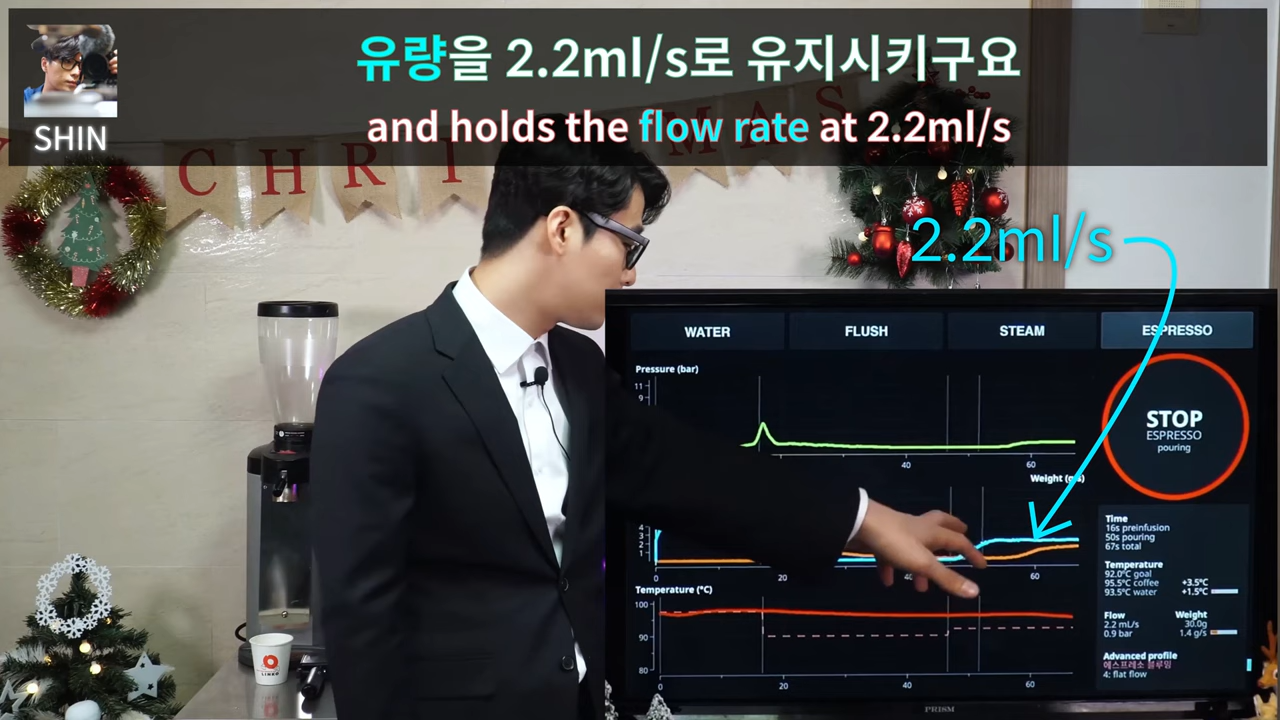 유량을 2.2ml/s로 유지시키구요
and holds the flow rate at 2.2ml/s
SHIN
C H R I M A S
2.2ml/s
WATER FLUSH STEAM ESPRESSO
Pressure (bar)
11
9
40 60
STOP
ESPRESSO
pouring
Weight (g/s)
4
3
2
1
0 20 40 60
Time
16s preinfusion
50s pouring
67s total
Temperature
92.0°C goal
95.5°C coffee +3.5°C
93.5°C water +1.5°C
Flow Weight
2.2 mL/s 30.0g
0.9 bar 1.4 g/s
Advanced profile
에스프레소 블루밍
4: flat flow
Temperature (°C)
100
90
80
0 20 40 60
PRISM